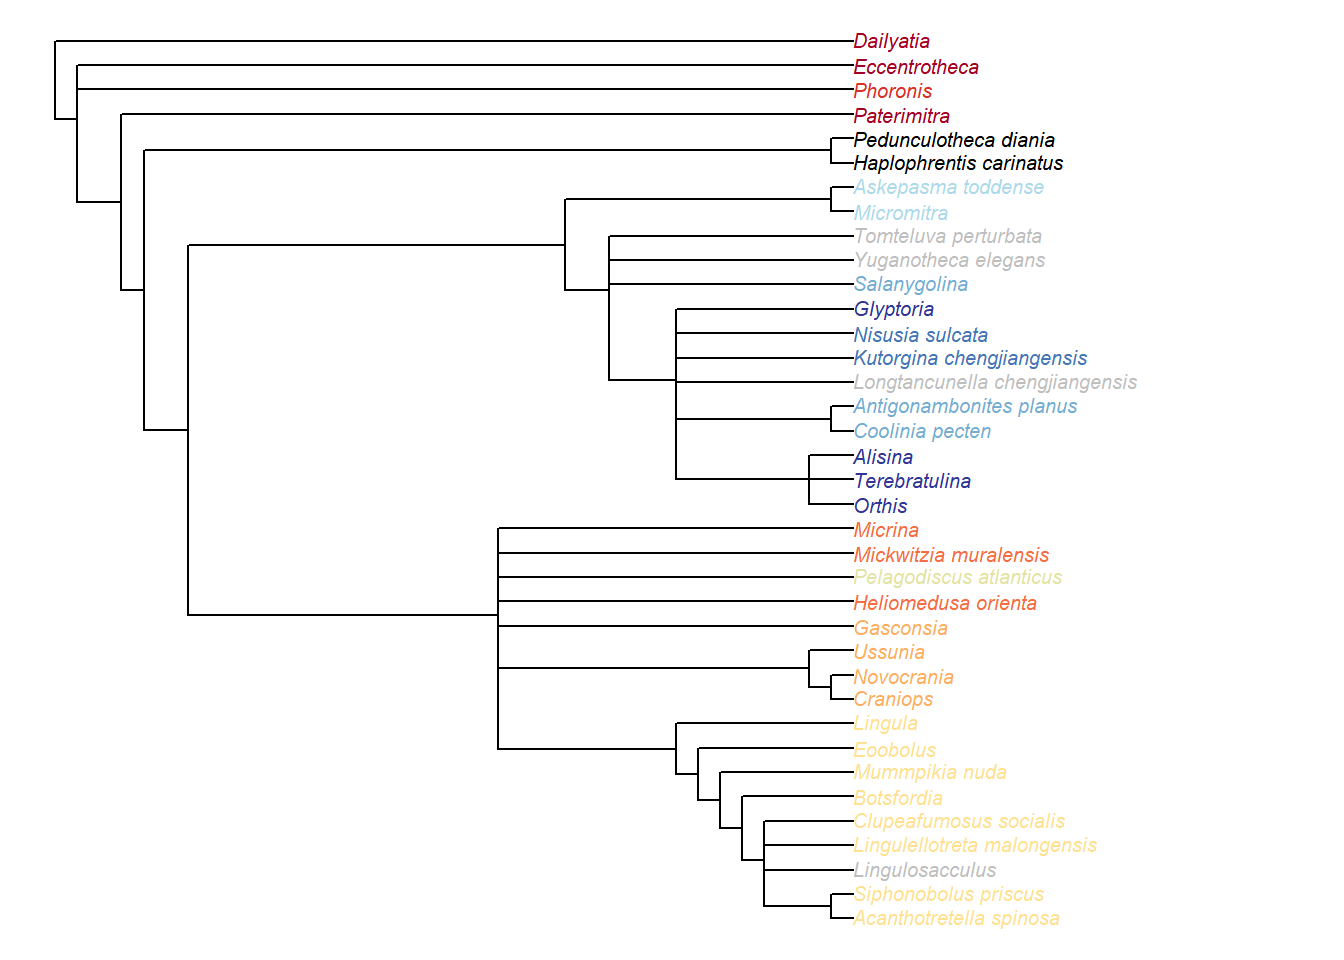 Dailyatia
Eccentrotheca
Phoronis
Paterimitra
Pedunculotheca diania
Haplophrentis carinatus
Askepasma toddense
Micromitra
Tomteluva perturbata
Yuganotheca elegans
Salanygolina
Glyptoria
Nisusia sulcata
Kutorgina chengjiangensis
Longtancunella chengjiangensis
Antigonambonites planus
Coolinia pecten
Alisina
Terebratulina
Orthis
Micrina
Mickwitzia muralensis
Pelagodiscus atlanticus
Heliomedusa orienta
Gasconsia
Ussunia
Novocrania
Craniops
Lingula
Eoobolus
Mummpikia nuda
Botsfordia
Clupeafumosus socialis
Lingulellotreta malongensis
Lingulosacculus
Siphonobolus priscus
Acanthotretella spinosa